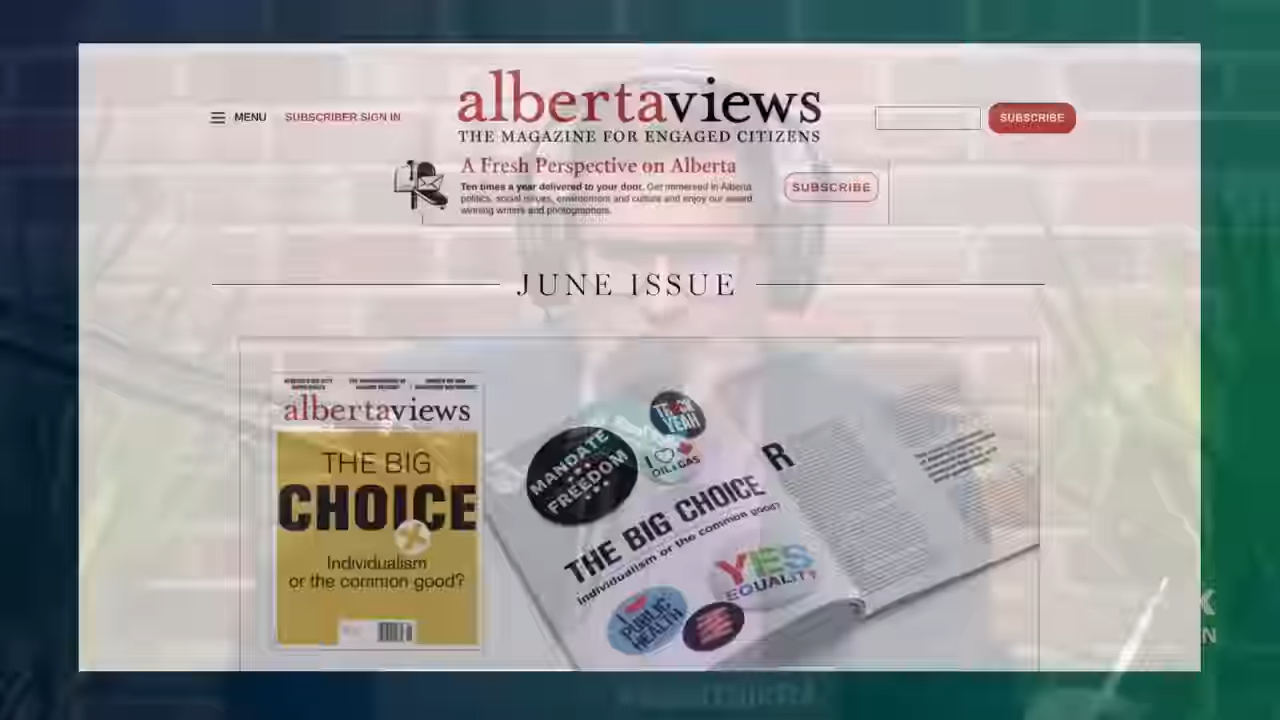 albertaviews
MENU
SUBSCRIBER SIGN IN
SUBSCRIBE
THE MAGAZINE FOR ENGAGED CITIZENS
A Fresh Perspective on Alberta
Ten times a year delivered to your door. Get immersed in Alberta
politics, social issues, environment and culture and enjoy our award
winning writers and photographers.
SUBSCRIBE
JUNE ISSUE
albertaviews
THE BIG
CHOICE
Individualism
or the common good?
MANDATE
FREEDOM
YEAH
I
OIL & GAS
R
THE BIG CHOICE
individualism or the common good?
YES
EQUALITY
I
PUBLIC
HEALTH
K
N